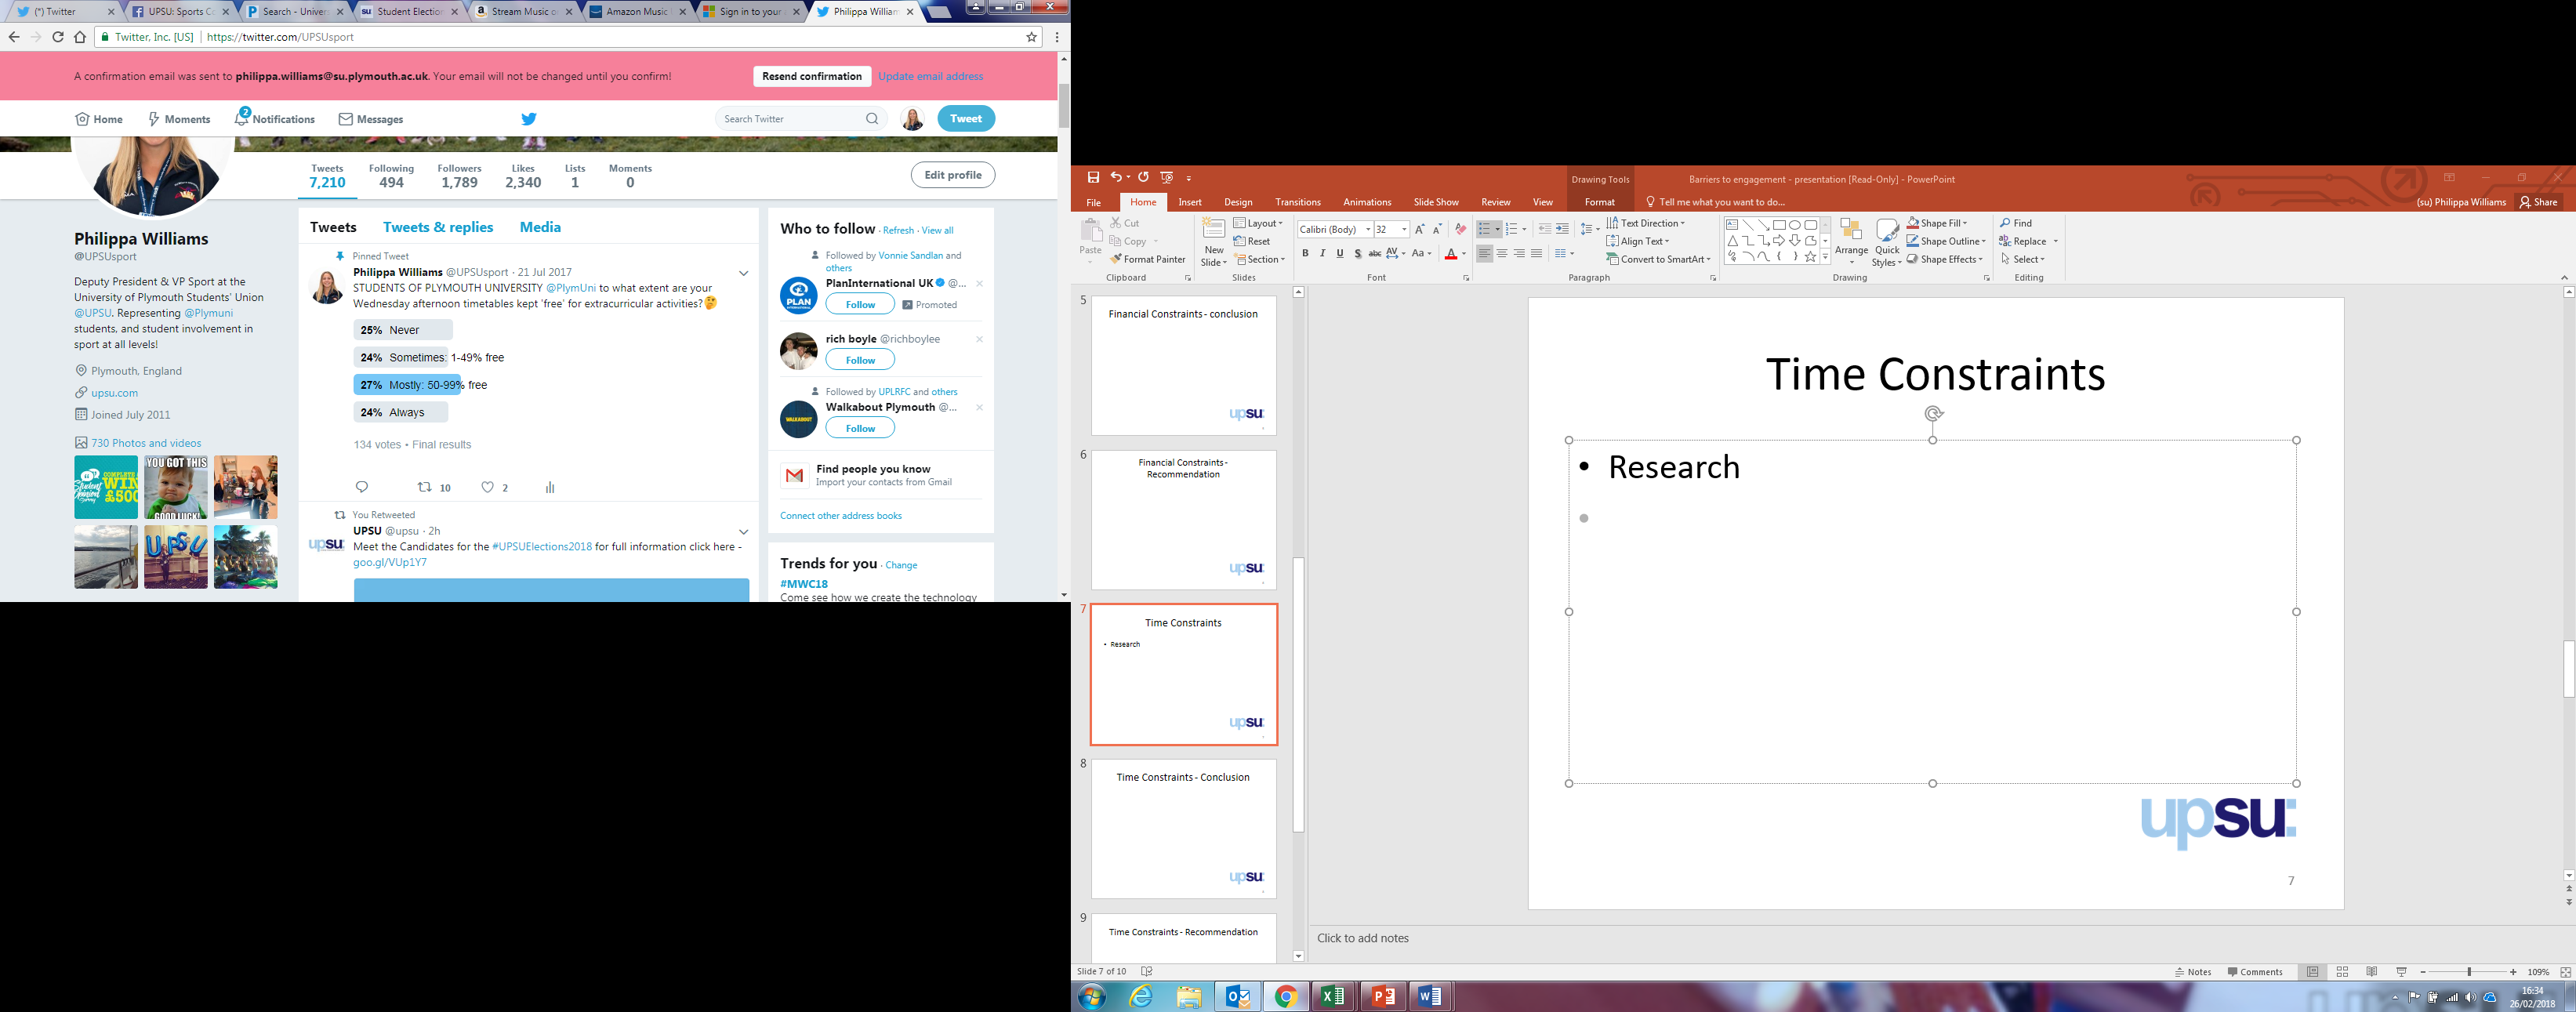 (*) Twitter
UPSU: Sports C
Search - Univer
Student Election
Stream Music o
Amazon Music
Sign in to your
Philippa William
Twitter, Inc. [US] | https://twitter.com/UPSUsport
A confirmation email was sent to philippa.williams@su.plymouth.ac.uk. Your email will not be changed until you confirm!
Resend confirmation
Update email address
Home
Moments
2
Notifications
Messages
Search Twitter
Tweet
Tweets
7,210
Following
494
Followers
1,789
Likes
2,340
Lists
1
Moments
0
Edit profile
Philippa Williams
@UPSUsport
Deputy President & VP Sport at the
University of Plymouth Students' Union
@UPSU. Representing @Plymuni
students, and student involvement in
sport at all levels!
Plymouth, England
upsu.com
Joined July 2011
730 Photos and videos
COMPLETE
WIN
£500
Student
Opinion
YOU GOT THIS
GOOD LUCK!
UPSU
Tweets
Tweets & replies
Media
Pinned Tweet
Philippa Williams @UPSUsport · 21 Jul 2017
STUDENTS OF PLYMOUTH UNIVERSITY @PlymUni to what extent are your
Wednesday afternoon timetables kept 'free' for extracurricular activities?🤔
25% Never
24% Sometimes: 1-49% free
27% Mostly: 50-99% free
24% Always
134 votes • Final results
10
2
You Retweeted
UPSU @upsu · 2h
upsu:
Meet the Candidates for the #UPSUElections2018 for full information click here -
goo.gl/VUp1Y7
Who to follow · Refresh · View all
Followed by Vonnie Sandlan and
others
PlanInternational UK @...
PLAN
Follow
Promoted
rich boyle @richboylee
Follow
Followed by UPLRFC and others
Walkabout Plymouth @...
WALKABOUT
Follow
Find people you know
Import your contacts from Gmail
Connect other address books
Trends for you · Change
#MWC18
Come see how we create the technology
Drawing Tools
Barriers to engagement - presentation [Read-Only] - PowerPoint
File
Home
Insert
Design
Transitions
Animations
Slide Show
Review
View
Format
Tell me what you want to do...
(su) Philippa Williams
Share
Paste
Cut
Copy
Format Painter
Clipboard
New
Slide
Layout
Reset
Section
Slides
Calibri (Body)
32
Font
Text Direction
Align Text
Convert to SmartArt
Paragraph
Arrange
Quick
Styles
Shape Fill
Shape Outline
Shape Effects
Drawing
Find
Replace
Select
Editing
5
Financial Constraints - conclusion
upsu:
6
Financial Constraints -
Recommendation
upsu:
7
Time Constraints
• Research
upsu:
8
Time Constraints - Conclusion
upsu:
9
Time Constraints - Recommendation
Time Constraints
• Research
•
upsu:
7
Click to add notes
Slide 7 of 10
Notes
Comments
109%
16:34
26/02/2018